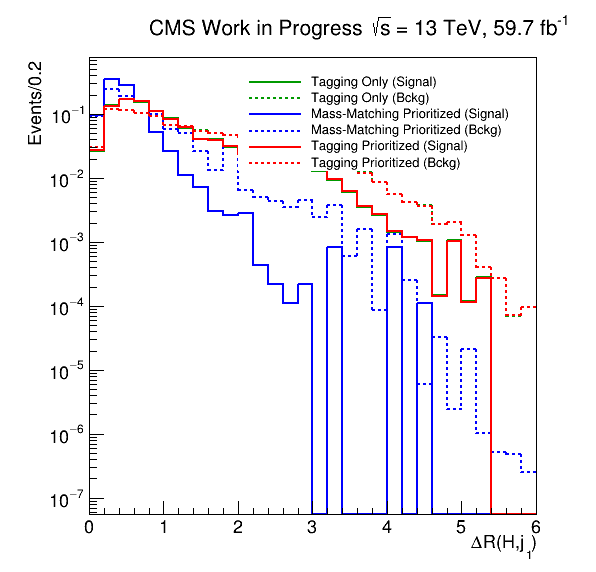 CMS Work in Progress √s = 13 TeV, 59.7 fb⁻¹
Events/0.2
Tagging Only (Signal)
Tagging Only (Bckg)
Mass-Matching Prioritized (Signal)
Mass-Matching Prioritized (Bckg)
Tagging Prioritized (Signal)
Tagging Prioritized (Bckg)
10⁻¹
10⁻²
10⁻³
10⁻⁴
10⁻⁵
10⁻⁶
10⁻⁷
0 1 2 3 4 5 6
ΔR(H,j₁)